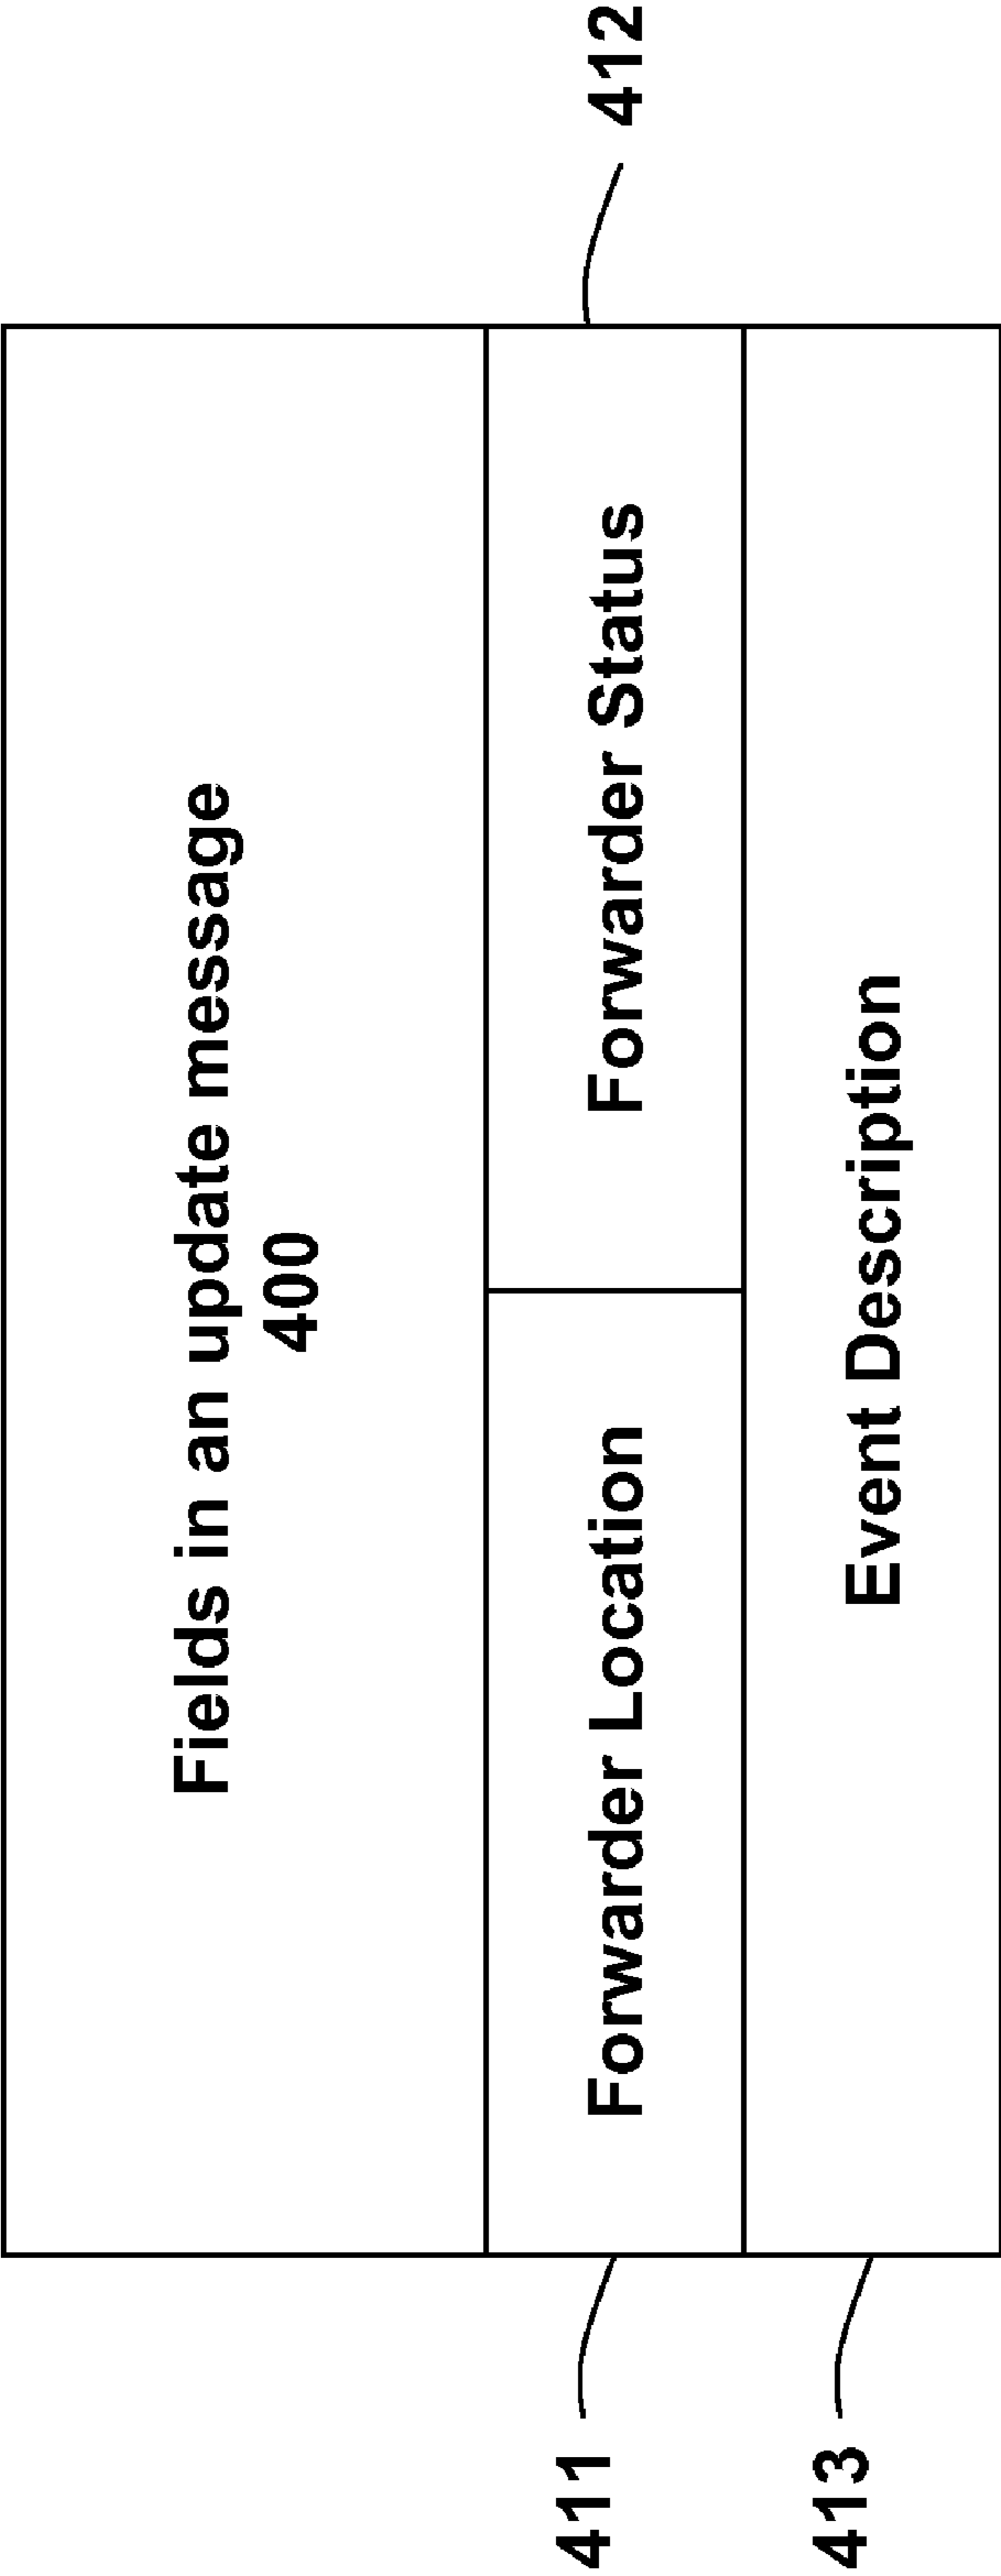 Fields in an update message
400
411
Forwarder Location
Forwarder Status
412
413
Event Description